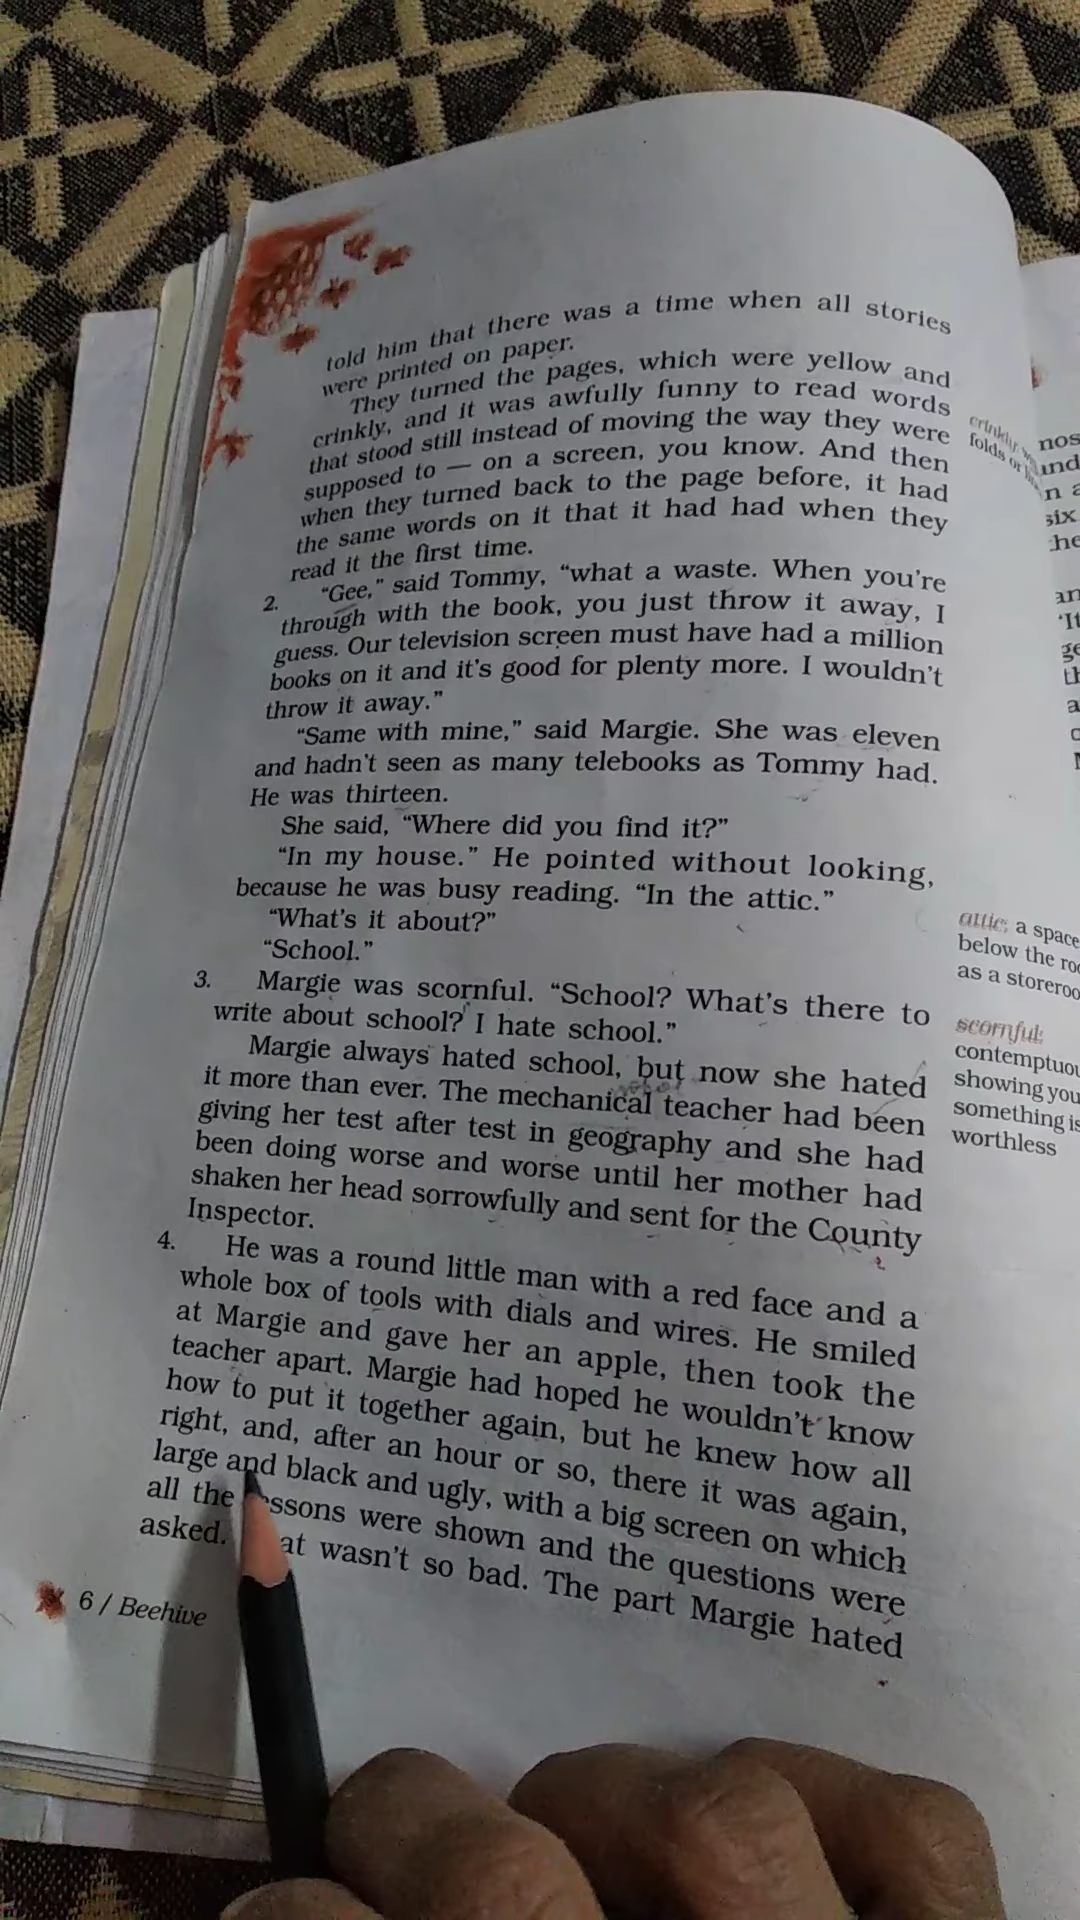 told him that there was a time when all stories
were printed on paper.
They turned the pages, which were yellow and
crinkly, and it was awfully funny to read words
that stood still instead of moving the way they were
supposed to — on a screen, you know. And then
when they turned back to the page before, it had
the same words on it that it had had when they
read it the first time.
2. “Gee,” said Tommy, “what a waste. When you're
through with the book, you just throw it away, I
guess. Our television screen must have had a million
books on it and it's good for plenty more. I wouldn't
throw it away.”
“Same with mine,” said Margie. She was eleven
and hadn't seen as many telebooks as Tommy had.
He was thirteen.
She said, “Where did you find it?”
“In my house.” He pointed without looking,
because he was busy reading. “In the attic.”
“What's it about?”
“School.”
3. Margie was scornful. “School? What's there to
write about school? I hate school.”
Margie always hated school, but now she hated
it more than ever. The mechanical teacher had been
giving her test after test in geography and she had
been doing worse and worse until her mother had
shaken her head sorrowfully and sent for the County
Inspector.
4. He was a round little man with a red face and a
whole box of tools with dials and wires. He smiled
at Margie and gave her an apple, then took the
teacher apart. Margie had hoped he wouldn't know
how to put it together again, but he knew how all
right, and, after an hour or so, there it was again,
large and black and ugly, with a big screen on which
all the essons were shown and the questions were
asked. at wasn't so bad. The part Margie hated
6 / Beehive
crinkly:
folds or
attic: a space
below the
as a
scornful:
showing you
something is
worthless
six